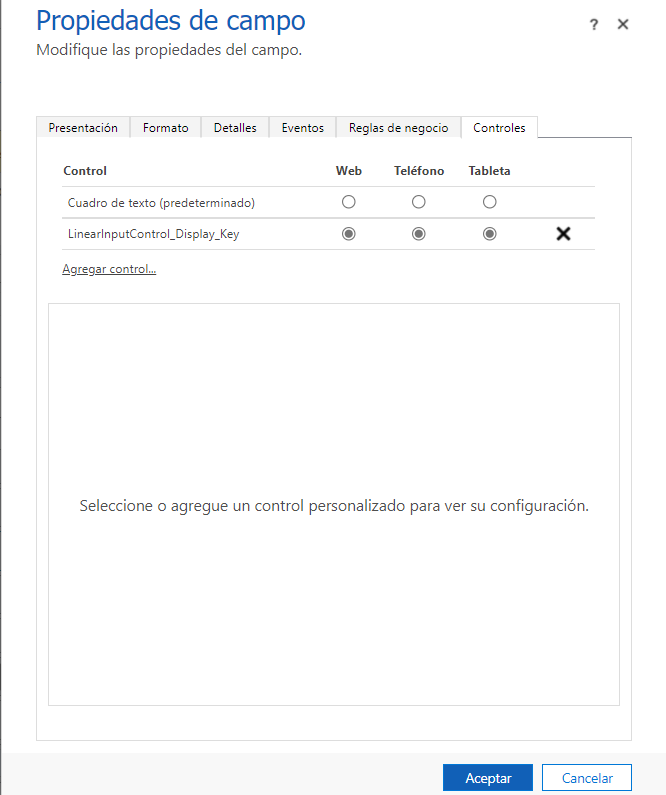 Propiedades de campo
?
Modifique las propiedades del campo.
Presentación Formato Detalles Eventos Reglas de negocio Controles
Control Web Teléfono Tableta
Cuadro de texto (predeterminado)
LinearInputControl_Display_Key
Agregar control...
Seleccione o agregue un control personalizado para ver su configuración.
Aceptar Cancelar